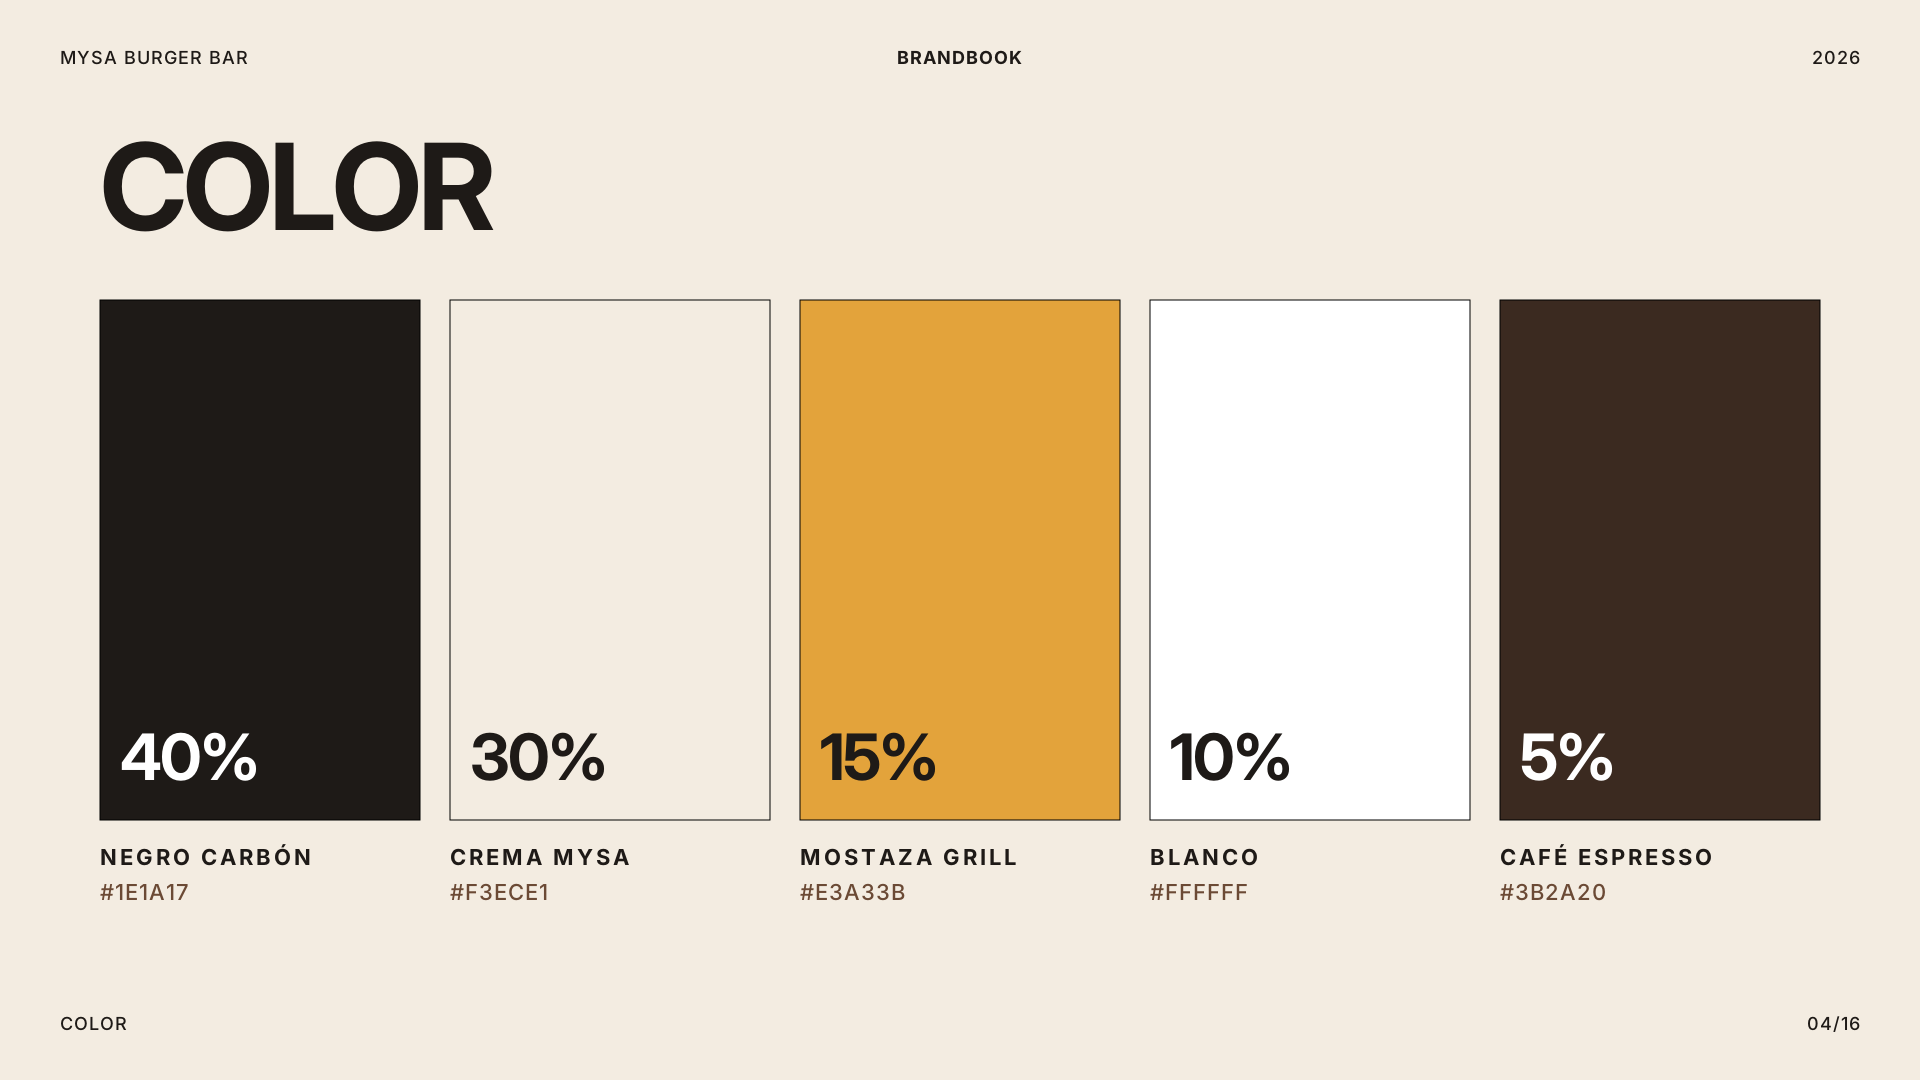 MYSA BURGER BAR
BRANDBOOK
2026
COLOR
40%
30%
15%
10%
5%
NEGRO CARBÓN
#1E1A17
CREMA MYSA
#F3ECE1
MOSTAZA GRILL
#E3A33B
BLANCO
#FFFFFF
CAFÉ ESPRESSO
#3B2A20
COLOR
04/16